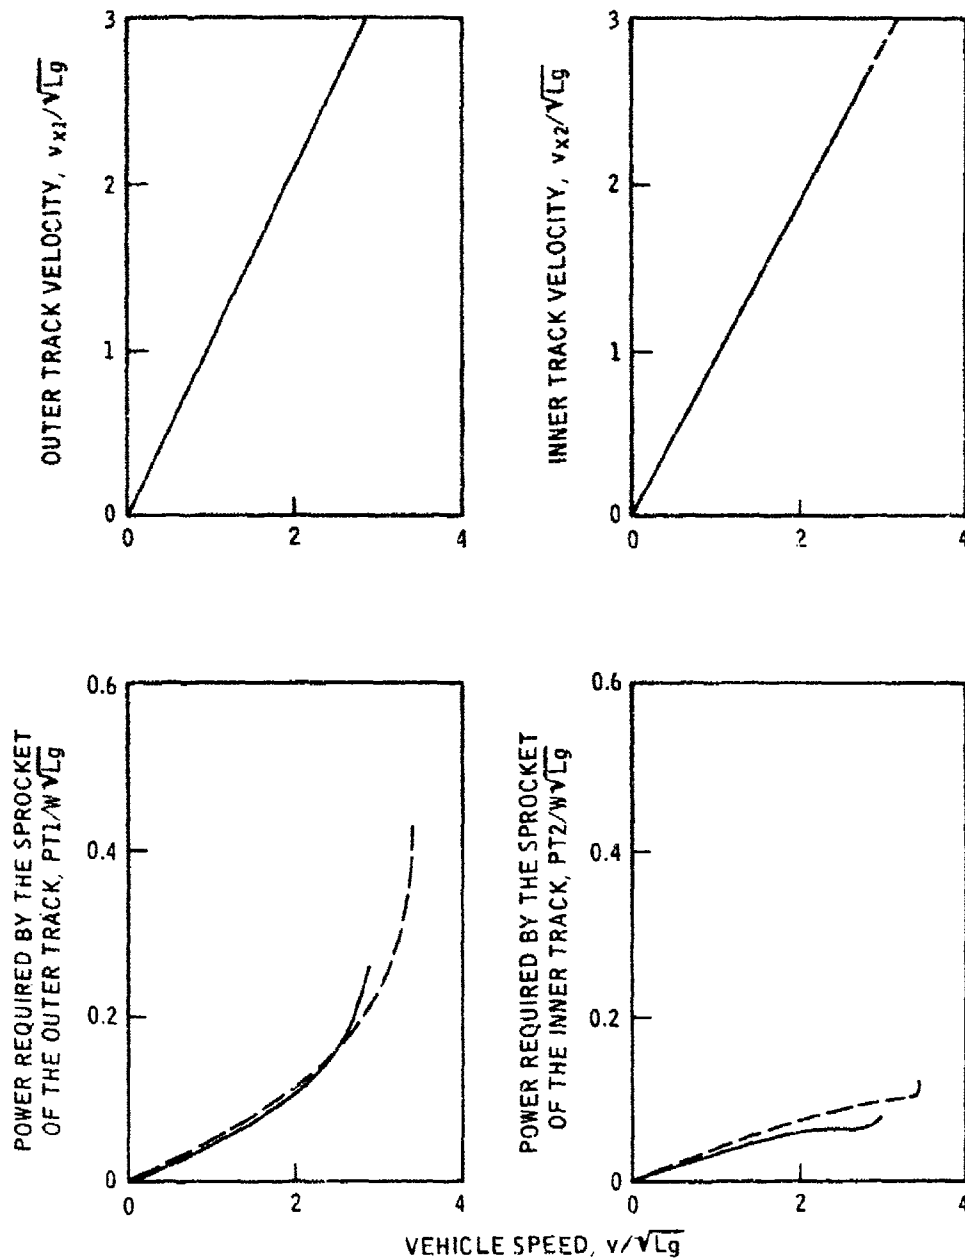 OUTER TRACK VELOCITY, vx1/√Lg
3
2
1
0
0 2 4
INNER TRACK VELOCITY, vx2/√Lg
3
2
1
0
0 2 4
POWER REQUIRED BY THE SPROCKET
OF THE OUTER TRACK, PT1/W√Lg
0.6
0.4
0.2
0
0 2 4
POWER REQUIRED BY THE SPROCKET
OF THE INNER TRACK, PT2/W√Lg
0.6
0.4
0.2
0
0 2 4
VEHICLE SPEED, v/√Lg